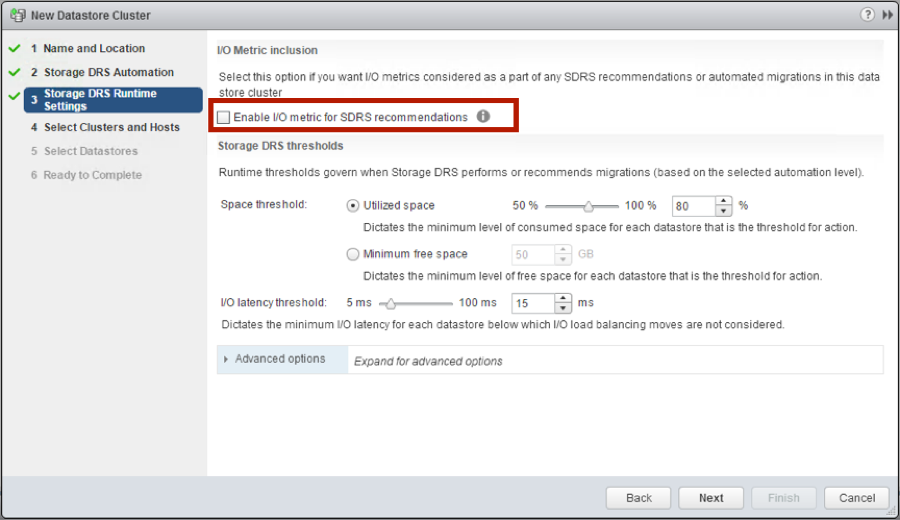 New Datastore Cluster
?
1 Name and Location
2 Storage DRS Automation
3 Storage DRS Runtime
Settings
4 Select Clusters and Hosts
5 Select Datastores
6 Ready to Complete
I/O Metric inclusion
Select this option if you want I/O metrics considered as a part of any SDRS recommendations or automated migrations in this data
store cluster
Enable I/O metric for SDRS recommendations
Storage DRS thresholds
Runtime thresholds govern when Storage DRS performs or recommends migrations (based on the selected automation level).
Space threshold: Utilized space 50 % 100 % 80 %
Dictates the minimum level of consumed space for each datastore that is the threshold for action.
Minimum free space 50 GB
Dictates the minimum level of free space for each datastore that is the threshold for action.
I/O latency threshold: 5 ms 100 ms 15 ms
Dictates the minimum I/O latency for each datastore below which I/O load balancing moves are not considered.
Advanced options Expand for advanced options
Back Next Finish Cancel